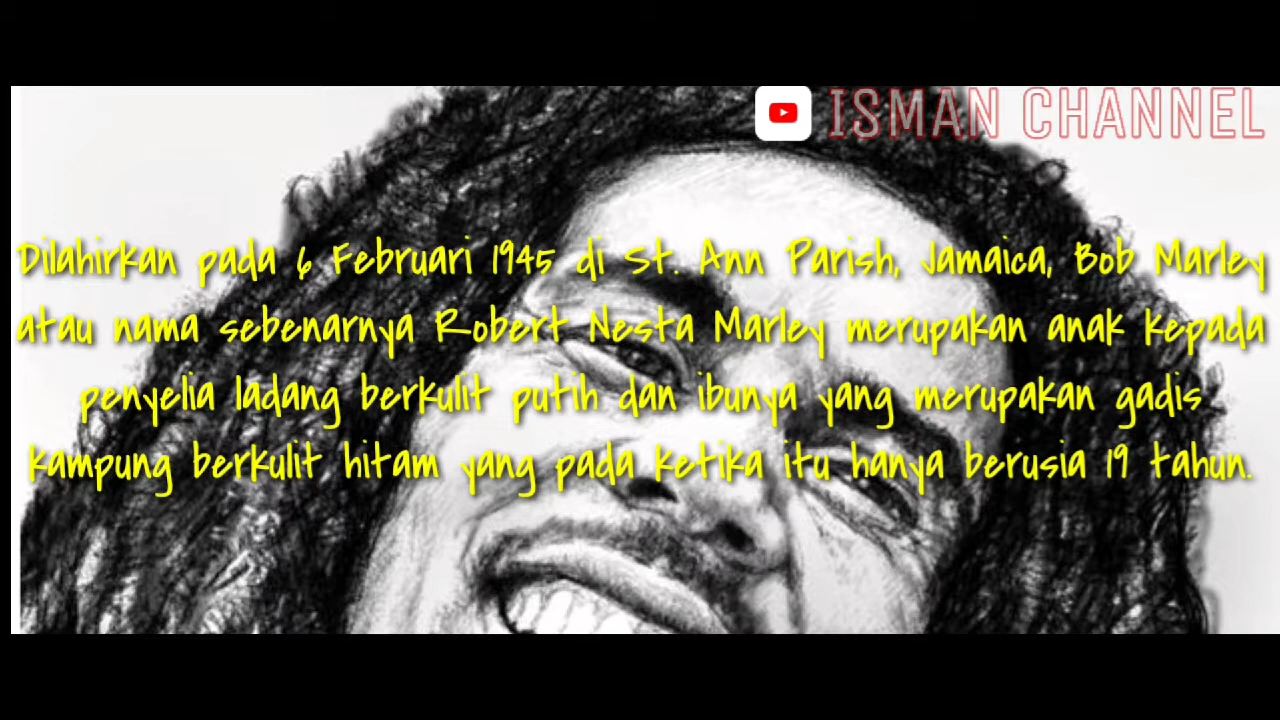 ISMAN CHANNEL
Dilahirkan pada 6 Februari 1945 di St. Ann Parish, Jamaica, Bob Marley
atau nama sebenarnya Robert Nesta Marley merupakan anak kepada
penyelia ladang berkulit putih dan ibunya yang merupakan gadis
kampung berkulit hitam yang pada ketika itu hanya berusia 19 tahun.